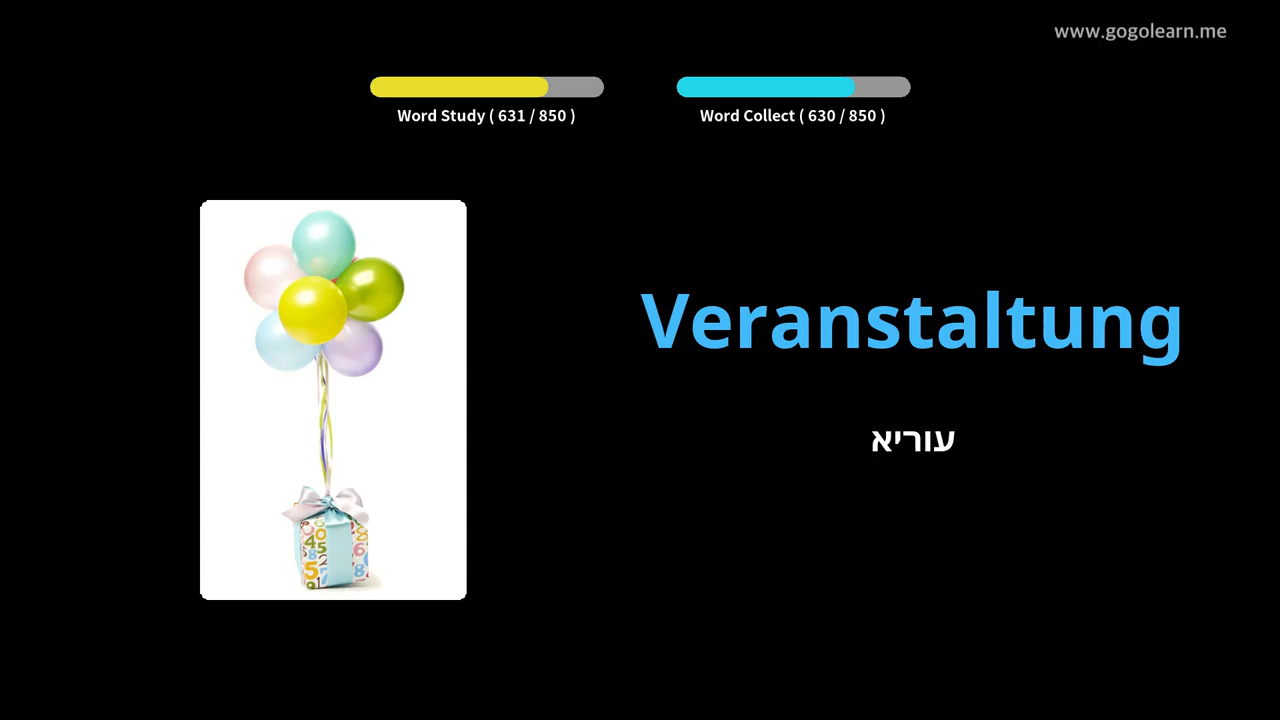 www.gogolearn.me
Word Study ( 631 / 850 )
Word Collect ( 630 / 850 )
Veranstaltung
עוריא